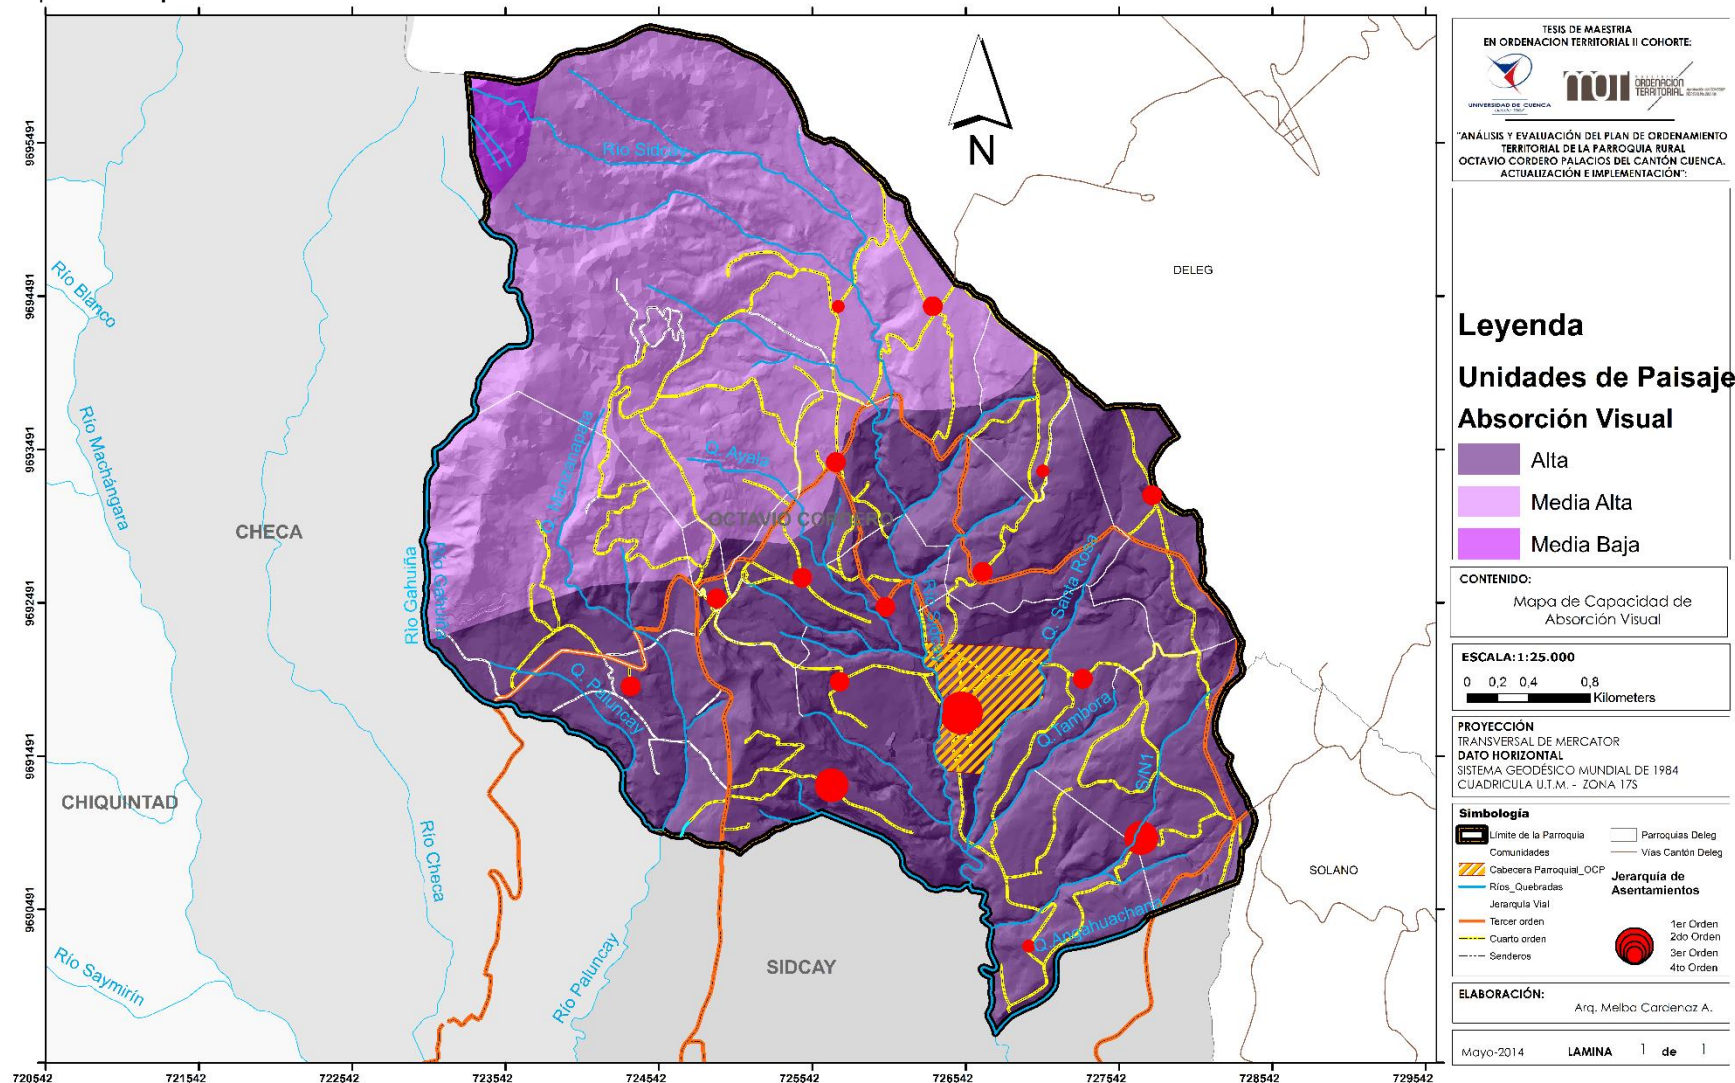 TESIS DE MAESTRIA
EN ORDENACION TERRITORIAL II COHORTE:
UNIVERSIDAD DE CUENCA
MOT ORDENACIÓN
TERRITORIAL
"ANÁLISIS Y EVALUACIÓN DEL PLAN DE ORDENAMIENTO
TERRITORIAL DE LA PARROQUIA RURAL
OCTAVIO CORDERO PALACIOS DEL CANTÓN CUENCA.
ACTUALIZACIÓN E IMPLEMENTACIÓN":
Leyenda
Unidades de Paisaje
Absorción Visual
Alta
Media Alta
Media Baja
CONTENIDO:
Mapa de Capacidad de
Absorción Visual
ESCALA:1:25.000
0 0,2 0,4 0,8
Kilometers
PROYECCIÓN
TRANSVERSAL DE MERCATOR
DATO HORIZONTAL
SISTEMA GEODÉSICO MUNDIAL DE 1984
CUADRICULA U.T.M. - ZONA 17S
Simbología
Límite de la Parroquia
Comunidades
Cabecera Parroquial_OCP
Ríos_Quebradas
Jerarquía Vial
Tercer orden
Cuarto orden
Senderos
Parroquias Deleg
Vías Cantón Deleg
Jerarquía de
Asentamientos
1er Orden
2do Orden
3er Orden
4to Orden
ELABORACIÓN:
Arq. Melba Cardenaz A.
Mayo-2014 LAMINA 1 de 1
N
Río Sidcay
DELEG
Río Blanco
Río Machángara
CHECA
Q. Manzanapata
Q. Ayala
OCTAVIO CORDERO
Río Gahuiña
Río Gahuiña
Río Sidcay
Q. Santa Rosa
Q. Paluncay
Q.Tambora
S/N1
CHIQUINTAD
Río Checa
SOLANO
Q.Angahuachana
SIDCAY
Río Saymirín
Río Paluncay
9695491
9694491
9693491
9692491
9691491
9690491
720542 721542 722542 723542 724542 725542 726542 727542 728542 729542